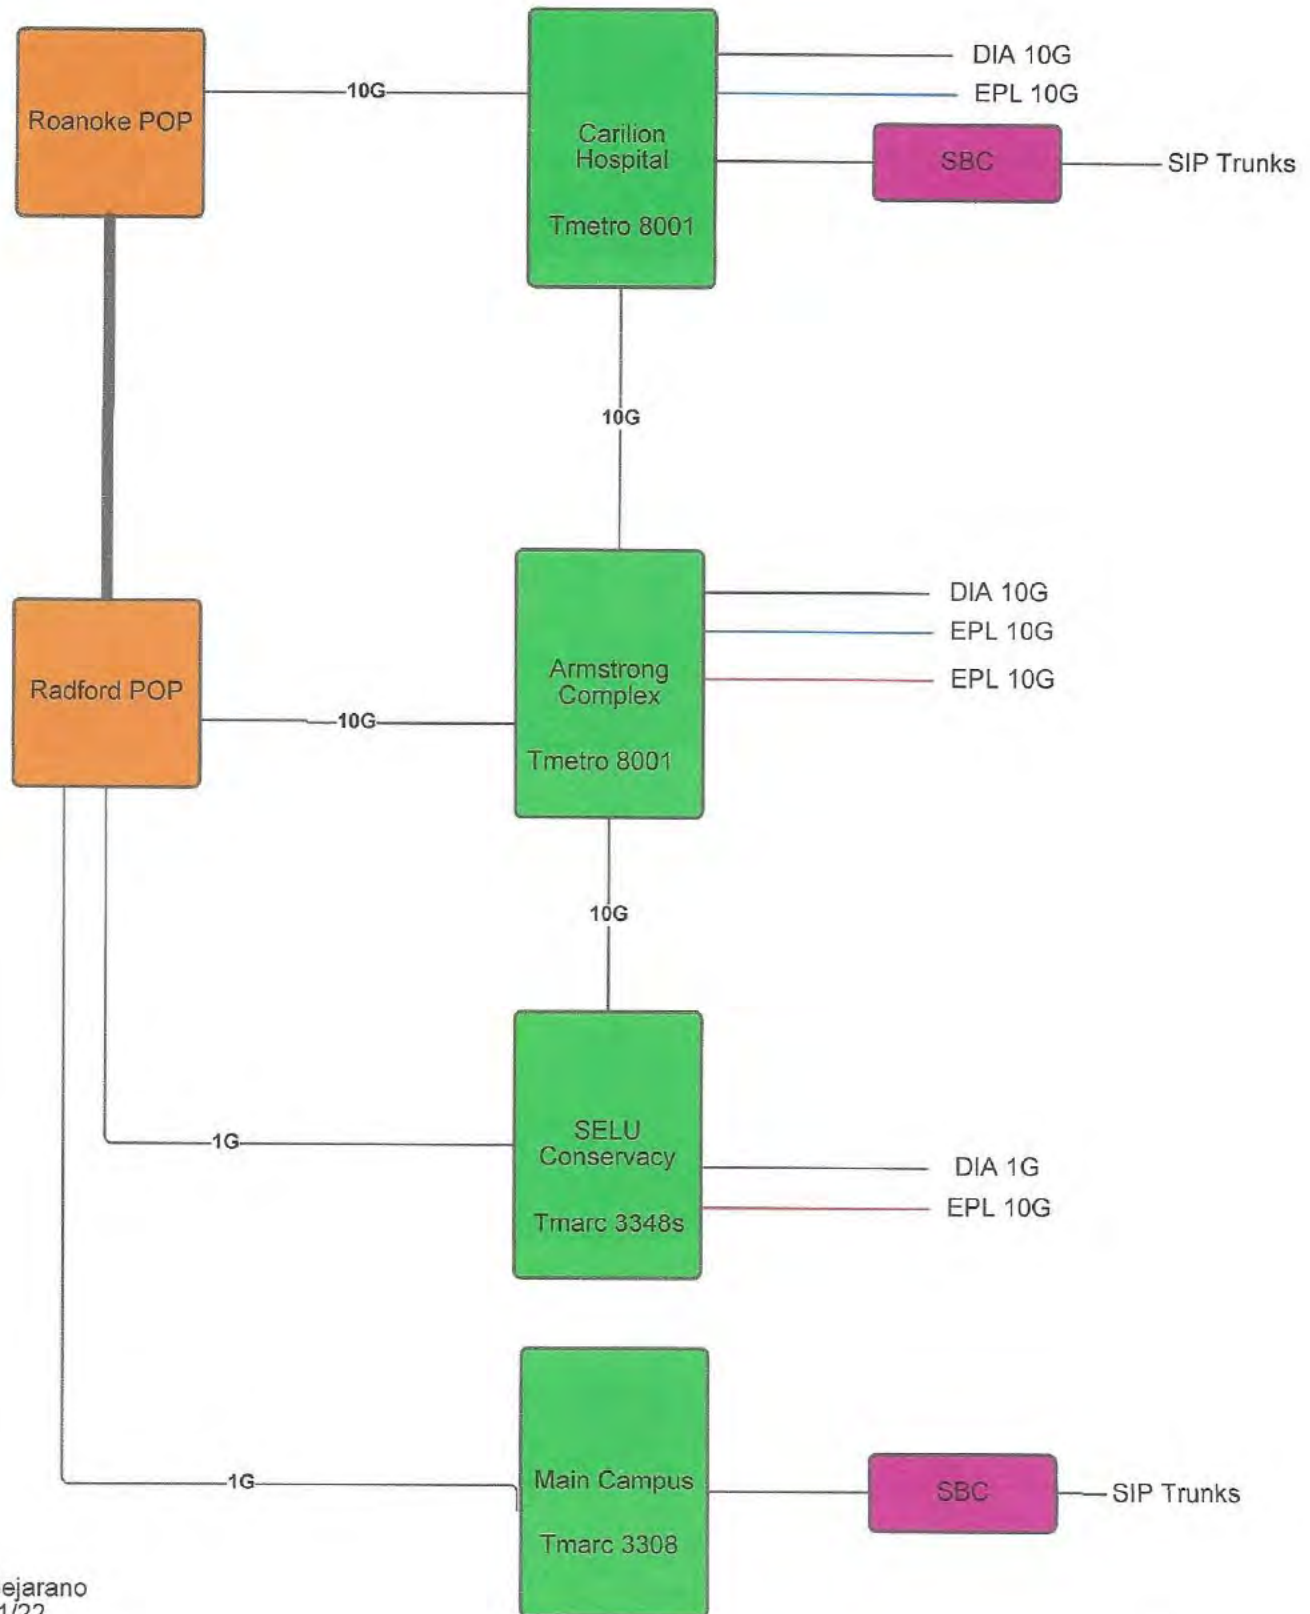 DIA 10G
Roanoke POP
10G
EPL 10G
Carilion
Hospital
SBC
SIP Trunks
Tmetro 8001
10G
DIA 10G
EPL 10G
Armstrong
Complex
EPL 10G
Radford POP
10G
Tmetro 8001
10G
SELU
Conservacy
1G
DIA 1G
EPL 10G
Tmarc 3348s
Main Campus
1G
SBC
SIP Trunks
Tmarc 3308
ejarano
1/22